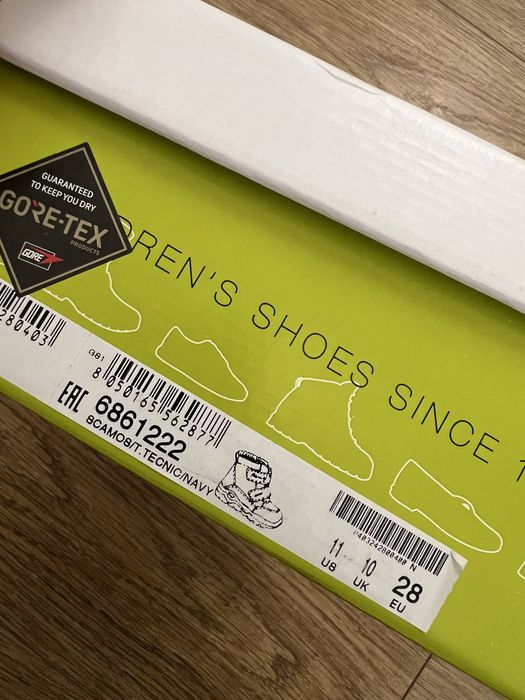 GUARANTEED
TO KEEP YOU DRY
GORE-TEX
PRODUCTS
GORE
DREN'S SHOES SINCE 1
280403
GB1
8 050165 562877
EAC 6861222
SCAMOS/T.TECNIC/NAVY
11 10 28
US UK EU